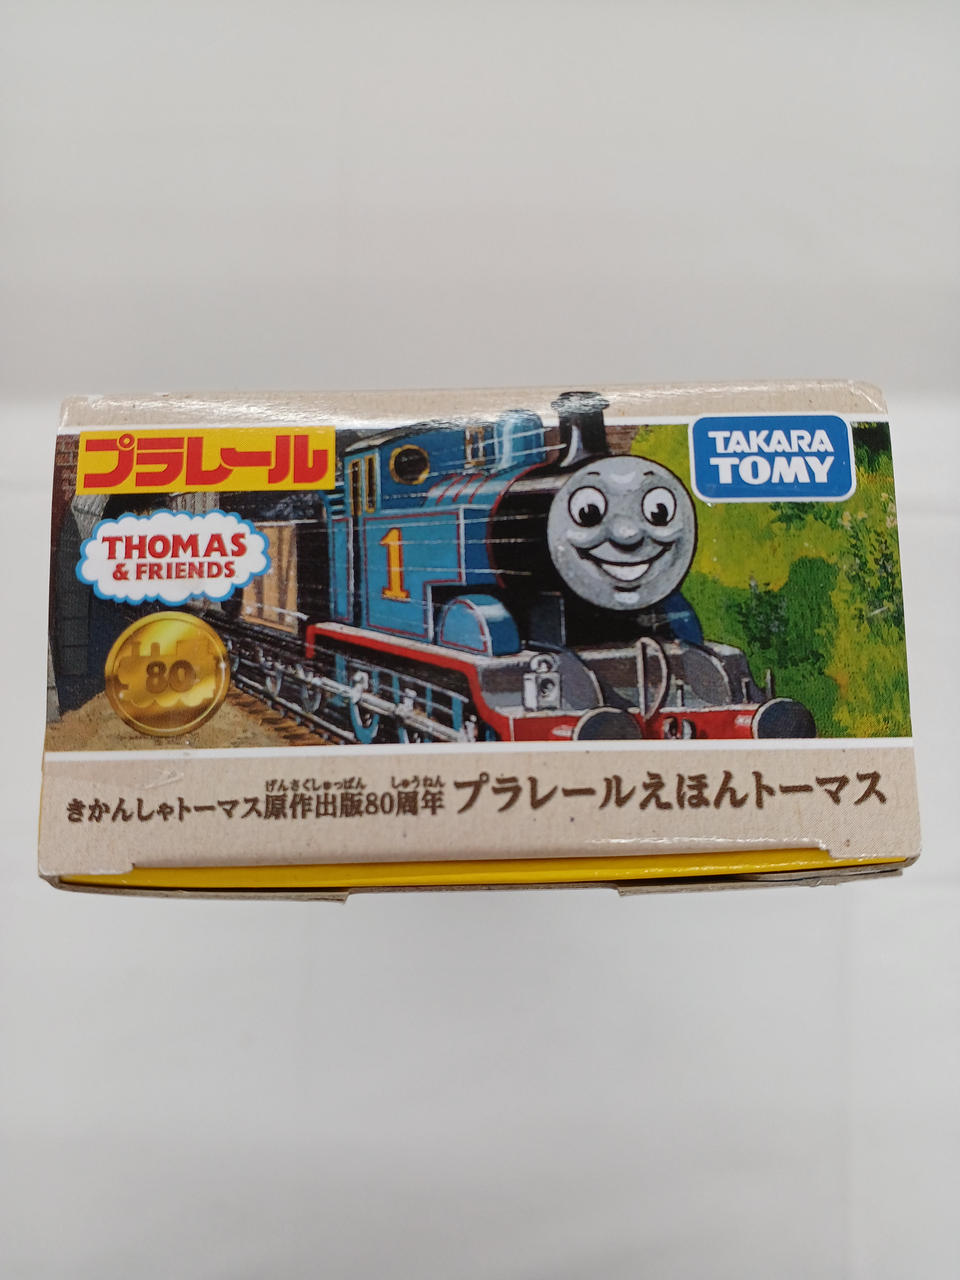 プラレール
TAKARA
TOMY
THOMAS
& FRIENDS
1
80
げんさくしゅっぱん しゅうねん
きかんしゃトーマス原作出版80周年 プラレールえほんトーマス